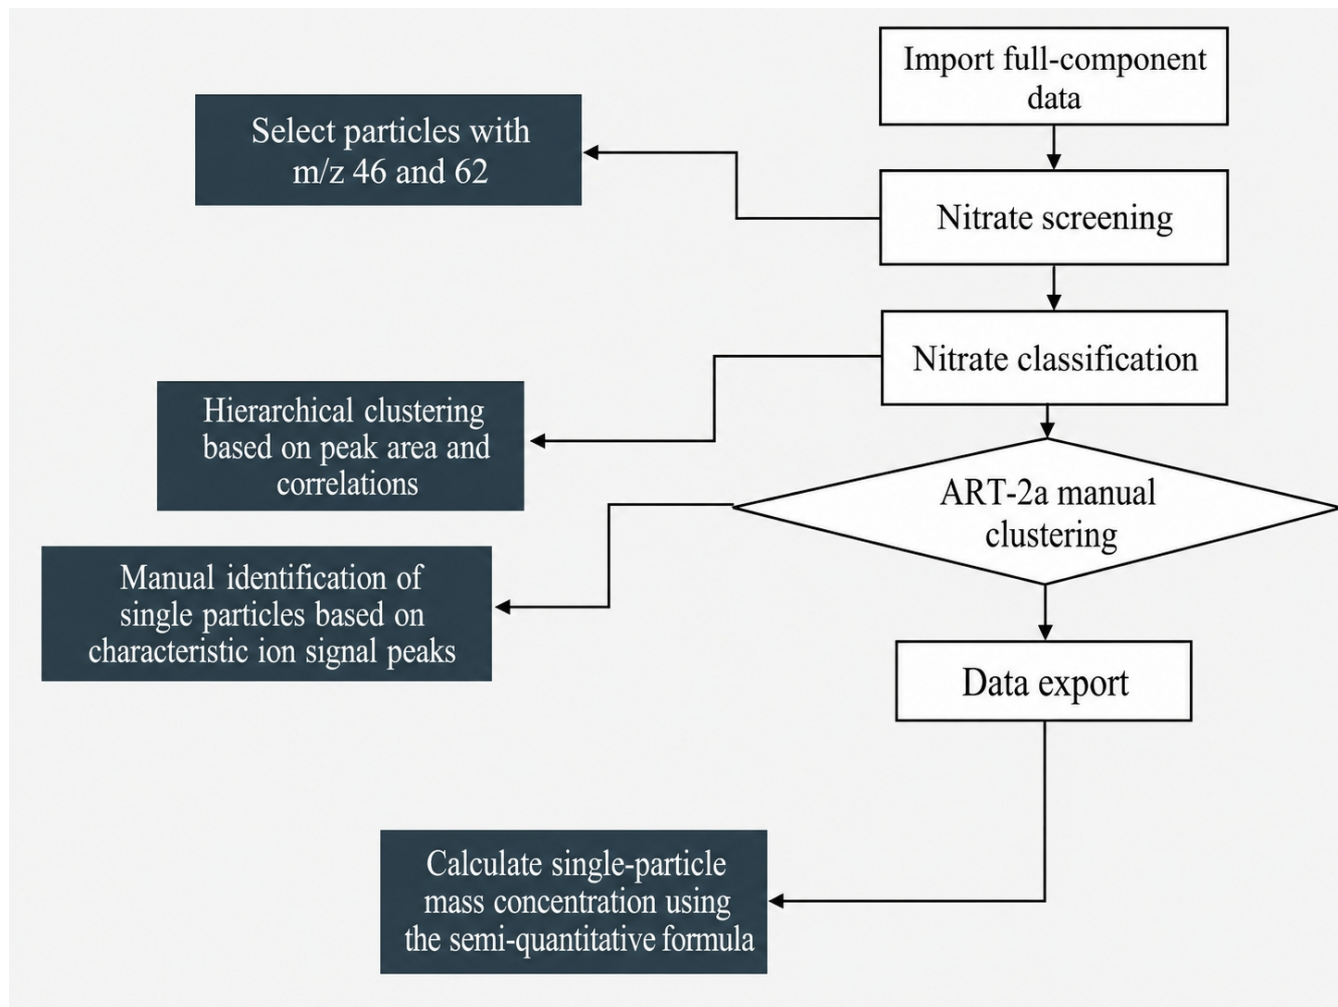 Import full-component
data
Select particles with
m/z 46 and 62
Nitrate screening
Nitrate classification
Hierarchical clustering
based on peak area and
correlations
ART-2a manual
clustering
Manual identification of
single particles based on
characteristic ion signal peaks
Data export
Calculate single-particle
mass concentration using
the semi-quantitative formula